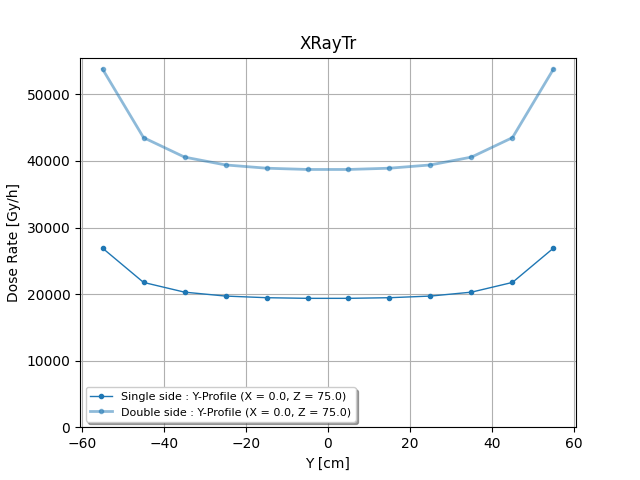 XRayTr
Dose Rate [Gy/h]
50000
40000
30000
20000
10000
0
Single side : Y-Profile (X = 0.0, Z = 75.0)
Double side : Y-Profile (X = 0.0, Z = 75.0)
−60 −40 −20 0 20 40 60
Y [cm]